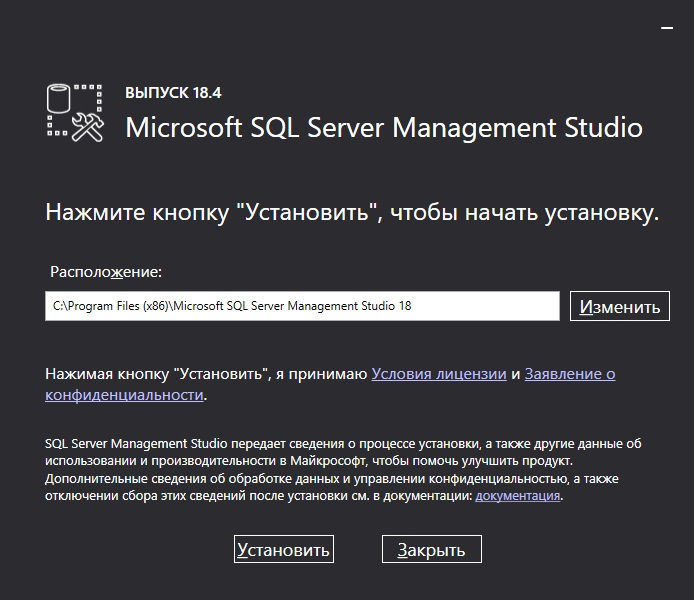 ВЫПУСК 18.4
Microsoft SQL Server Management Studio
Нажмите кнопку "Установить", чтобы начать установку.
Расположение:
C:\Program Files (x86)\Microsoft SQL Server Management Studio 18
Изменить
Нажимая кнопку "Установить", я принимаю Условия лицензии и Заявление о
конфиденциальности.
SQL Server Management Studio передает сведения о процессе установки, а также другие данные об
использовании и производительности в Майкрософт, чтобы помочь улучшить продукт.
Дополнительные сведения об обработке данных и управлении конфиденциальностью, а также
отключении сбора этих сведений после установки см. в документации: документация.
Установить
Закрыть